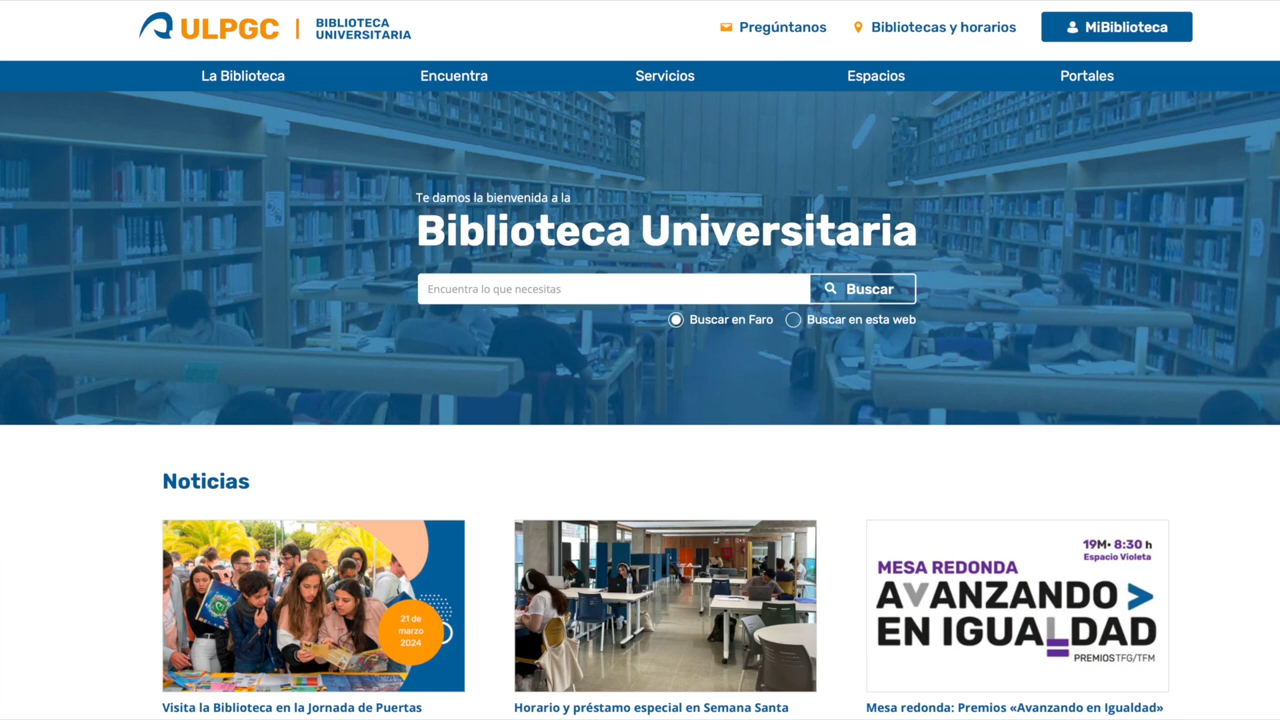 ULPGC
BIBLIOTECA
UNIVERSITARIA
Pregúntanos
Bibliotecas y horarios
MiBiblioteca
La Biblioteca
Encuentra
Servicios
Espacios
Portales
Te damos la bienvenida a la
Biblioteca Universitaria
Encuentra lo que necesitas
Buscar
Buscar en Faro
Buscar en esta web
Noticias
21 de
marzo
2024
19M· 8:30 h
Espacio Violeta
MESA REDONDA
AVANZANDO >
EN IGUALDAD
PREMIOSTFG/TFM
Visita la Biblioteca en la Jornada de Puertas
Horario y préstamo especial en Semana Santa
Mesa redonda: Premios «Avanzando en Igualdad»